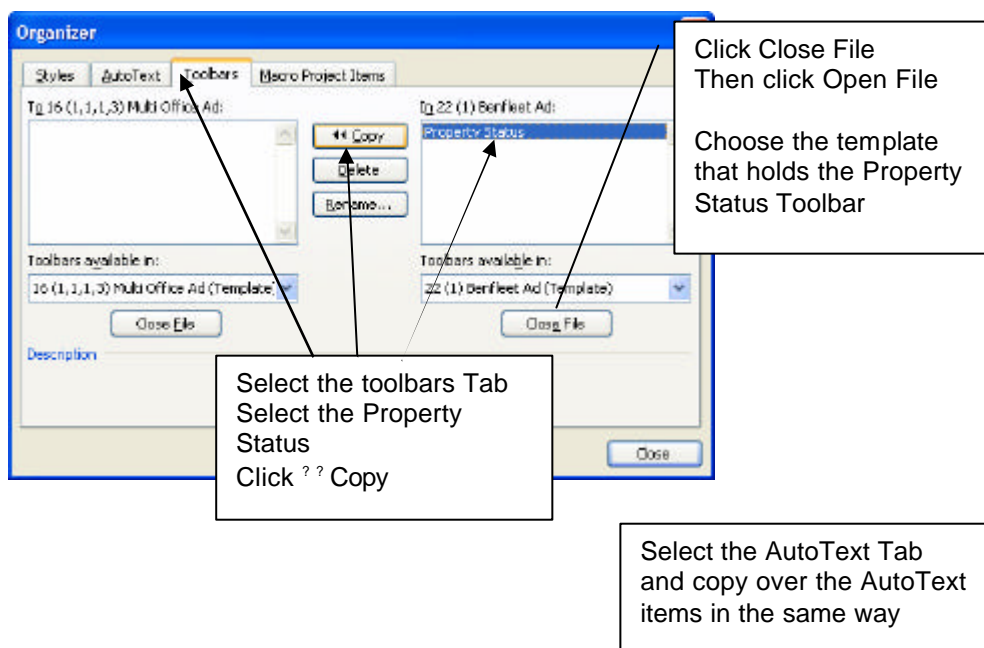 Organizer
Styles AutoText Toolbars Macro Project Items
To 16 (1,1,1,3) Multi Office Ad:
In 22 (1) Benfleet Ad:
Property Status
Copy
Delete
Rename...
Toolbars available in:
Toolbars available in:
16 (1,1,1,3) Multi Office Ad (Template)
22 (1) Benfleet Ad (Template)
Close File
Close File
Description
Close
Click Close File
Then click Open File
Choose the template
that holds the Property
Status Toolbar
Select the toolbars Tab
Select the Property
Status
Click ? ? Copy
Select the AutoText Tab
and copy over the AutoText
items in the same way